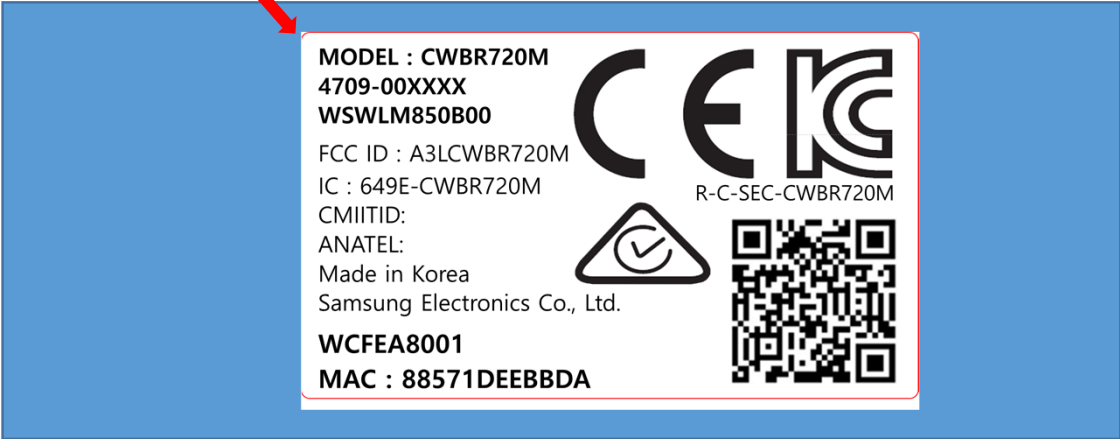 MODEL : CWBR720M
4709-00XXXX
WSWLM850B00
FCC ID : A3LCWBR720M
IC : 649E-CWBR720M
CMIITID:
ANATEL:
Made in Korea
Samsung Electronics Co., Ltd.
WCFEA8001
MAC : 88571DEEBBDA
CE
R-C-SEC-CWBR720M